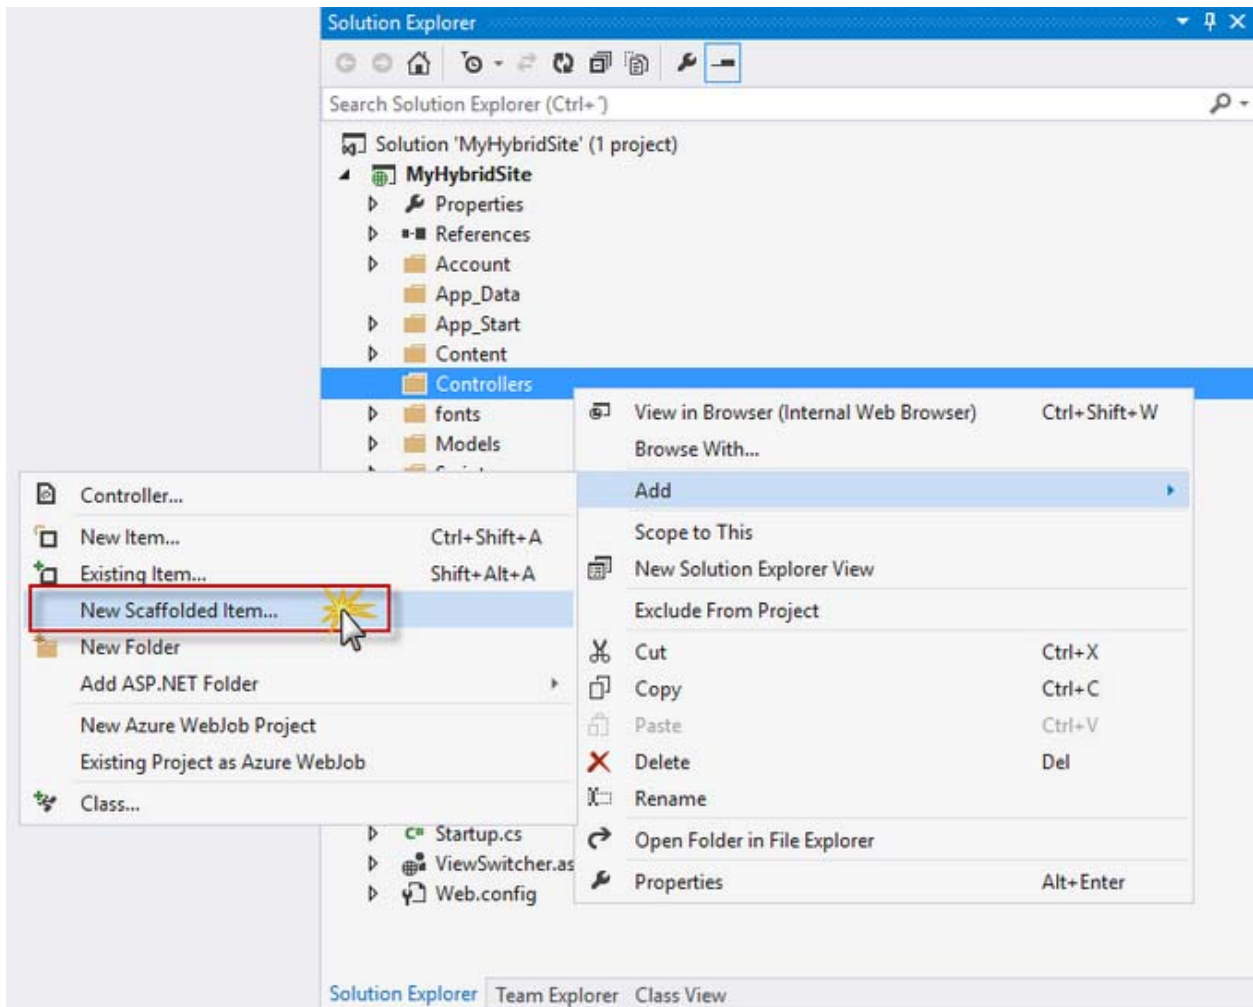 Solution Explorer
Search Solution Explorer (Ctrl+¨)
Solution 'MyHybridSite' (1 project)
MyHybridSite
Properties
References
Account
App_Data
App_Start
Content
Controllers
fonts
Models
View in Browser (Internal Web Browser) Ctrl+Shift+W
Browse With...
Add
Scope to This
New Solution Explorer View
Exclude From Project
Cut Ctrl+X
Copy Ctrl+C
Paste Ctrl+V
Delete Del
Rename
Open Folder in File Explorer
Properties Alt+Enter
Controller...
New Item... Ctrl+Shift+A
Existing Item... Shift+Alt+A
New Scaffolded Item...
New Folder
Add ASP.NET Folder
New Azure WebJob Project
Existing Project as Azure WebJob
Class...
C# Startup.cs
ViewSwitcher.as
Web.config
Solution Explorer Team Explorer Class View